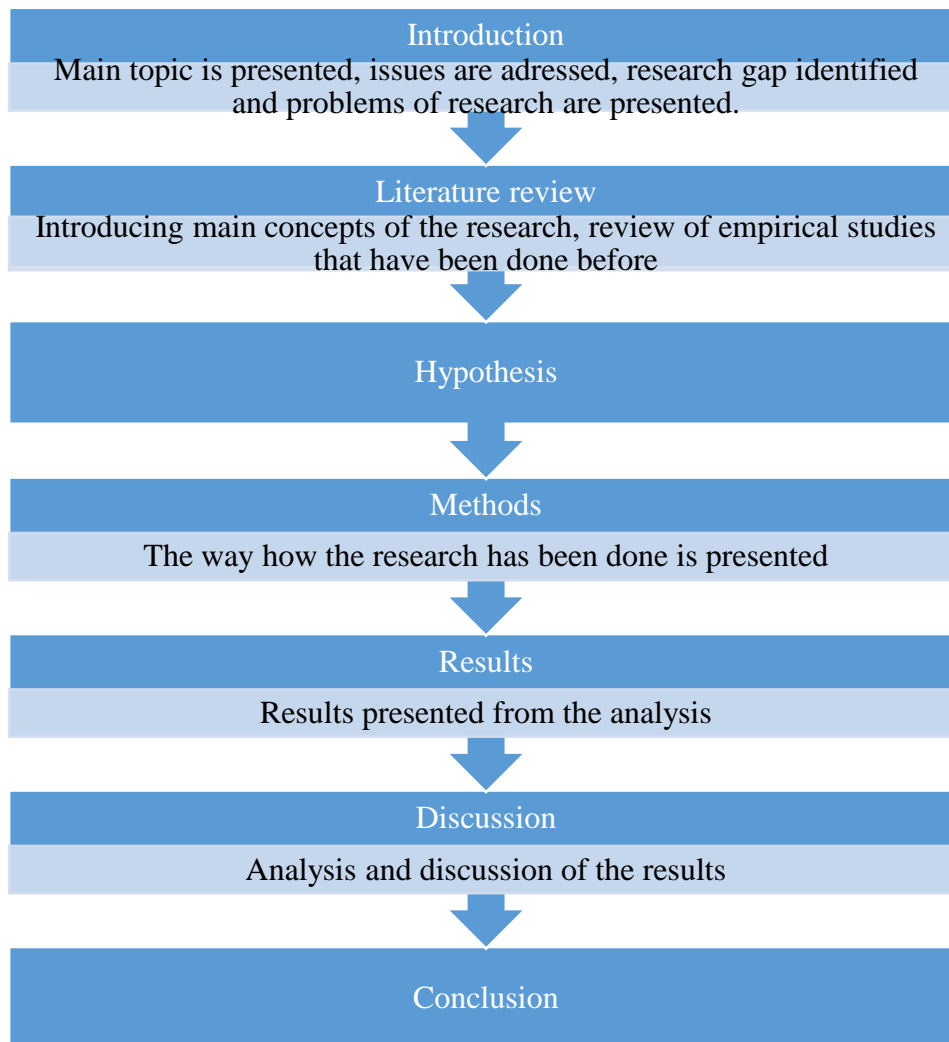 Introduction
Main topic is presented, issues are adressed, research gap identified
and problems of research are presented.
Literature review
Introducing main concepts of the research, review of empirical studies
that have been done before
Hypothesis
Methods
The way how the research has been done is presented
Results
Results presented from the analysis
Discussion
Analysis and discussion of the results
Conclusion